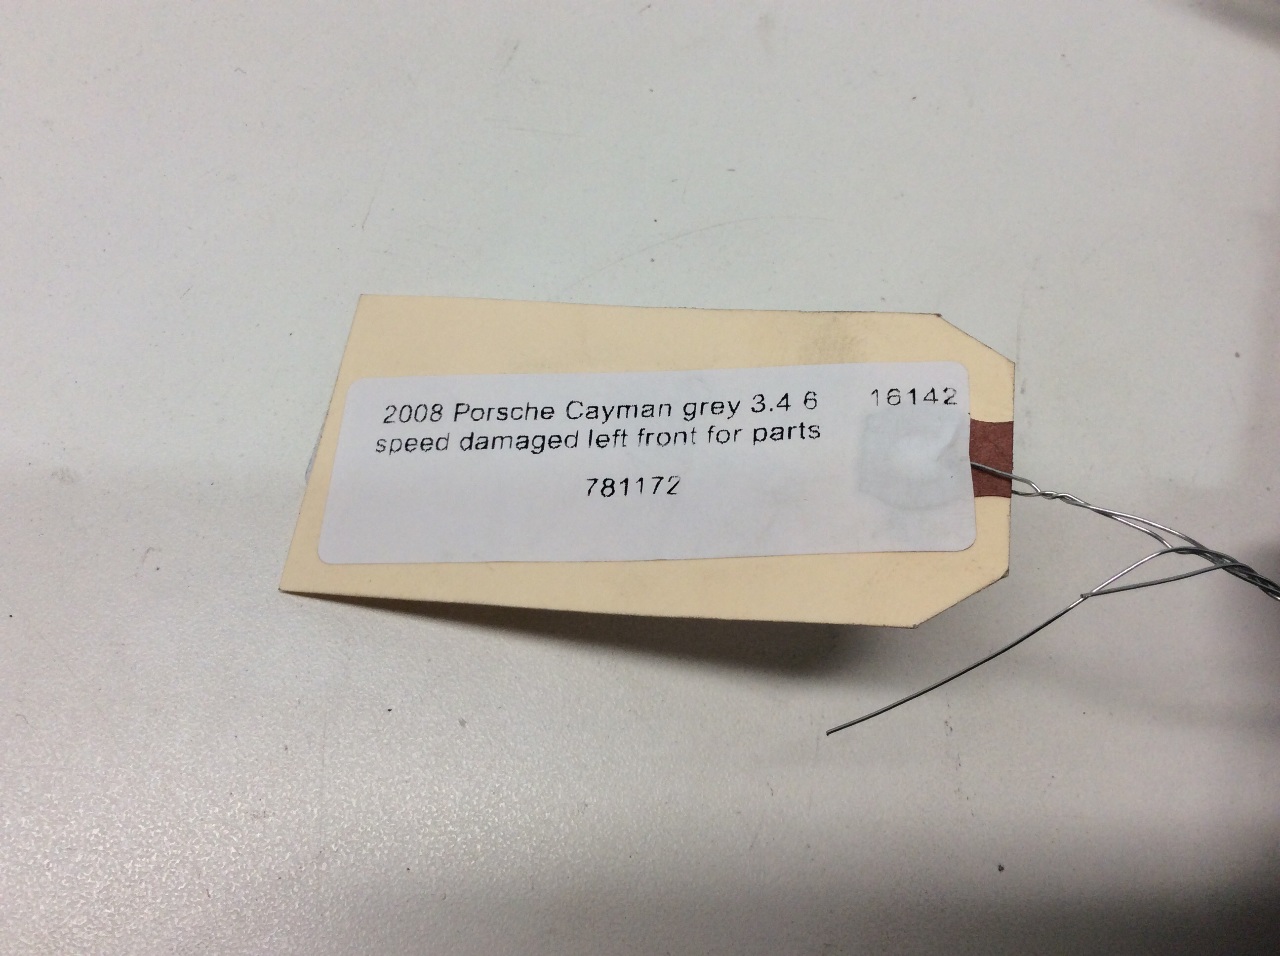 2008 Porsche Cayman grey 3.4 6 16142
speed damaged left front for parts
781172